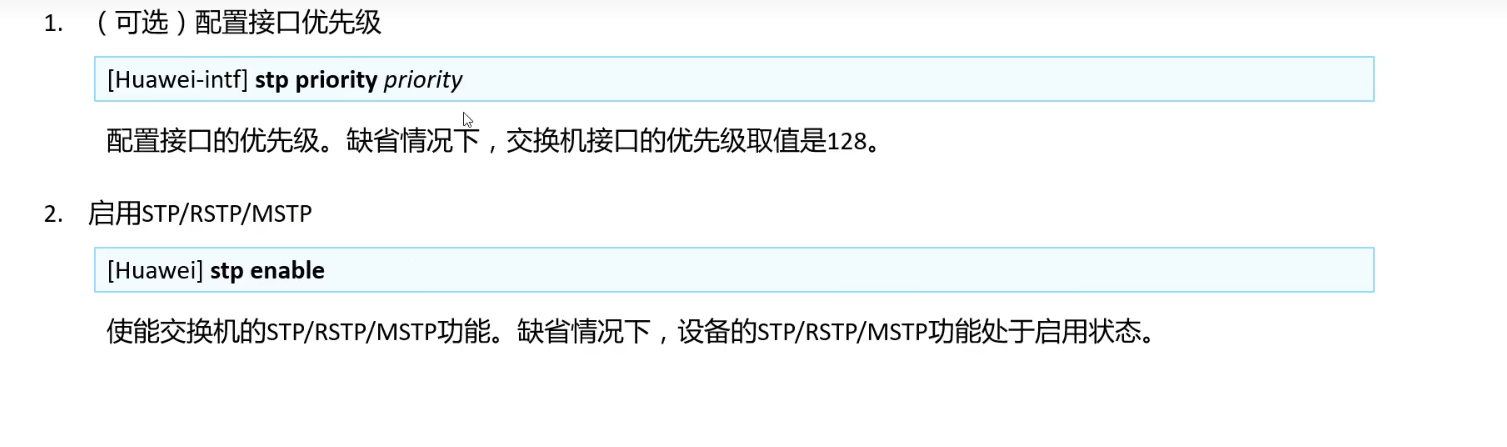 1. （可选）配置接口优先级
[Huawei-intf] stp priority priority
配置接口的优先级。缺省情况下，交换机接口的优先级取值是128。
2. 启用STP/RSTP/MSTP
[Huawei] stp enable
使能交换机的STP/RSTP/MSTP功能。缺省情况下，设备的STP/RSTP/MSTP功能处于启用状态。